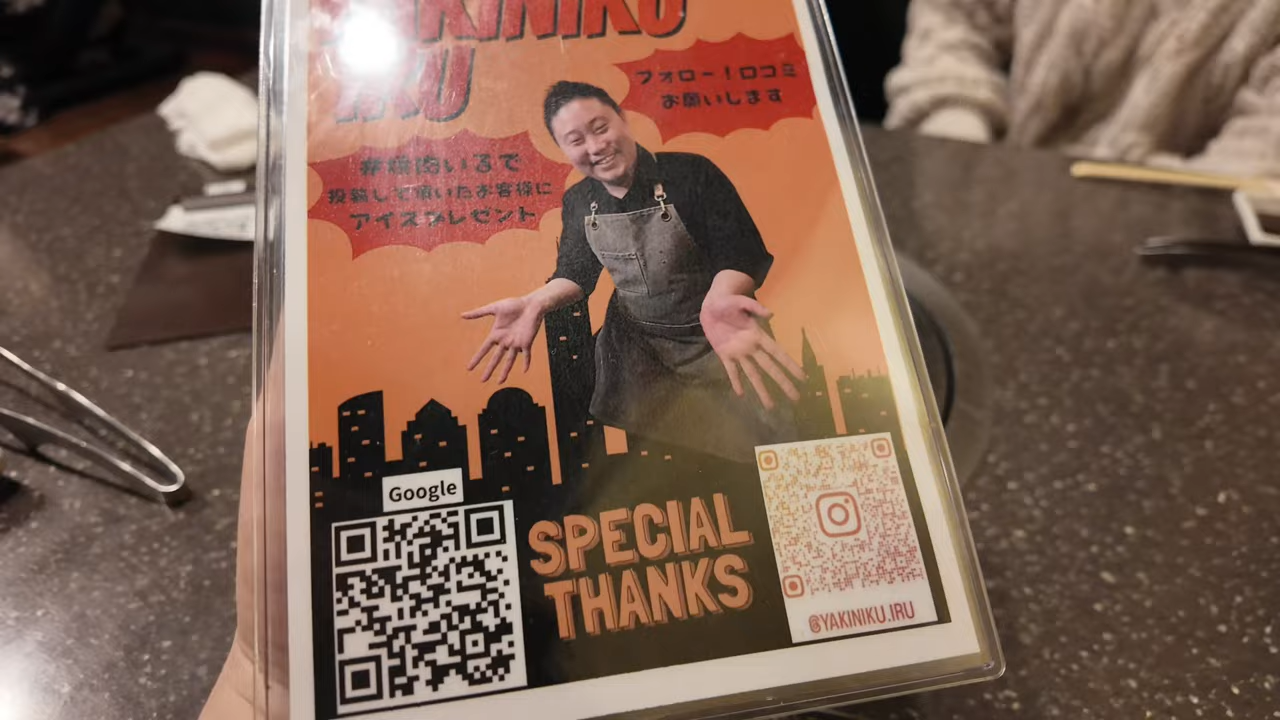 YAKINIKU
IRU
フォロー！口コミ
お願いします
#焼肉いるで
投稿して頂いたお客様に
アイスプレゼント
Google
SPECIAL
THANKS
@YAKINIKU.IRU